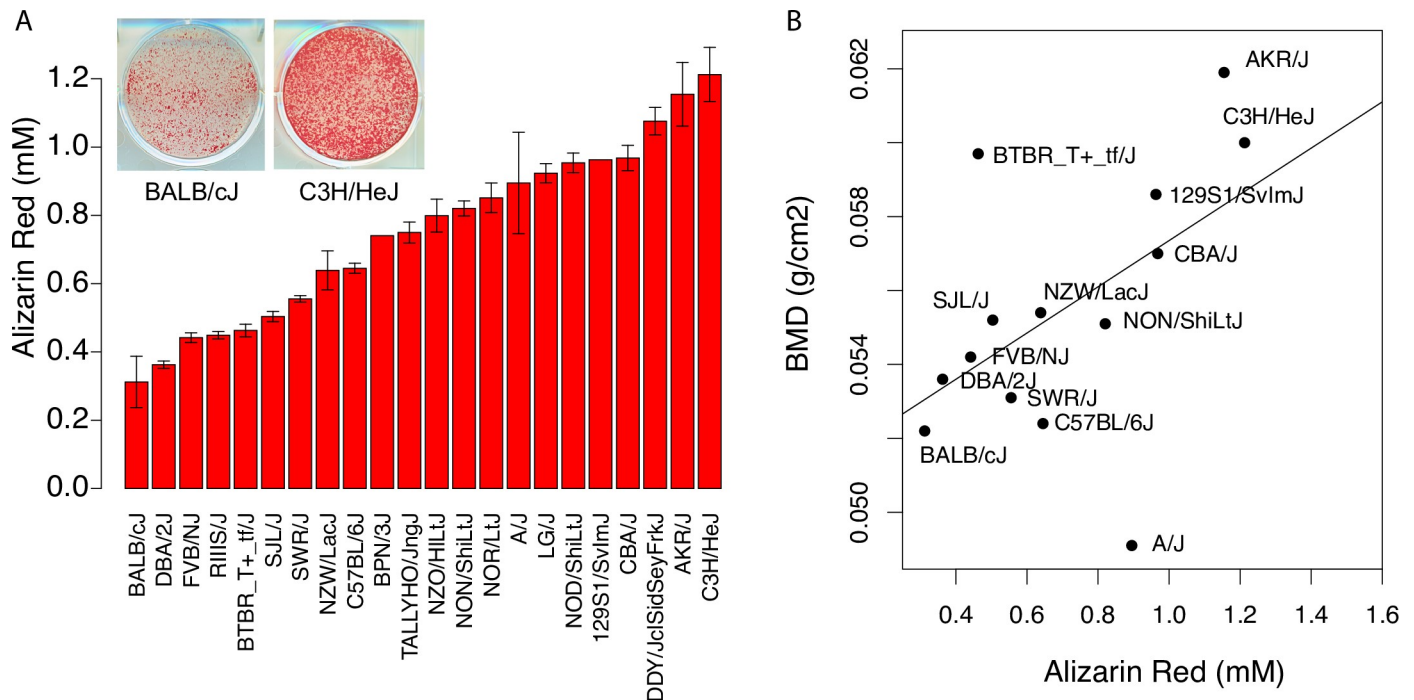 A
BALB/cJ
C3H/HeJ
Alizarin Red (mM)
1.2
1.0
0.8
0.6
0.4
0.2
0.0
BALB/cJ
DBA/2J
FVB/NJ
RIIIS/J
BTBR_T+_tf/J
SJL/J
SWR/J
NZW/LacJ
C57BL/6J
BPN/3J
TALLYHO/JngJ
NZO/HILtJ
NON/ShiLtJ
NOR/LtJ
A/J
LG/J
NOD/ShiLtJ
129S1/SvImJ
CBA/J
DDY/JclSidSeyFrkJ
AKR/J
C3H/HeJ
B
BMD (g/cm2)
0.062
0.058
0.054
0.050
AKR/J
C3H/HeJ
BTBR_T+_tf/J
129S1/SvImJ
CBA/J
SJL/J
NZW/LacJ
NON/ShiLtJ
FVB/NJ
DBA/2J
SWR/J
C57BL/6J
BALB/cJ
A/J
0.4 0.6 0.8 1.0 1.2 1.4 1.6
Alizarin Red (mM)